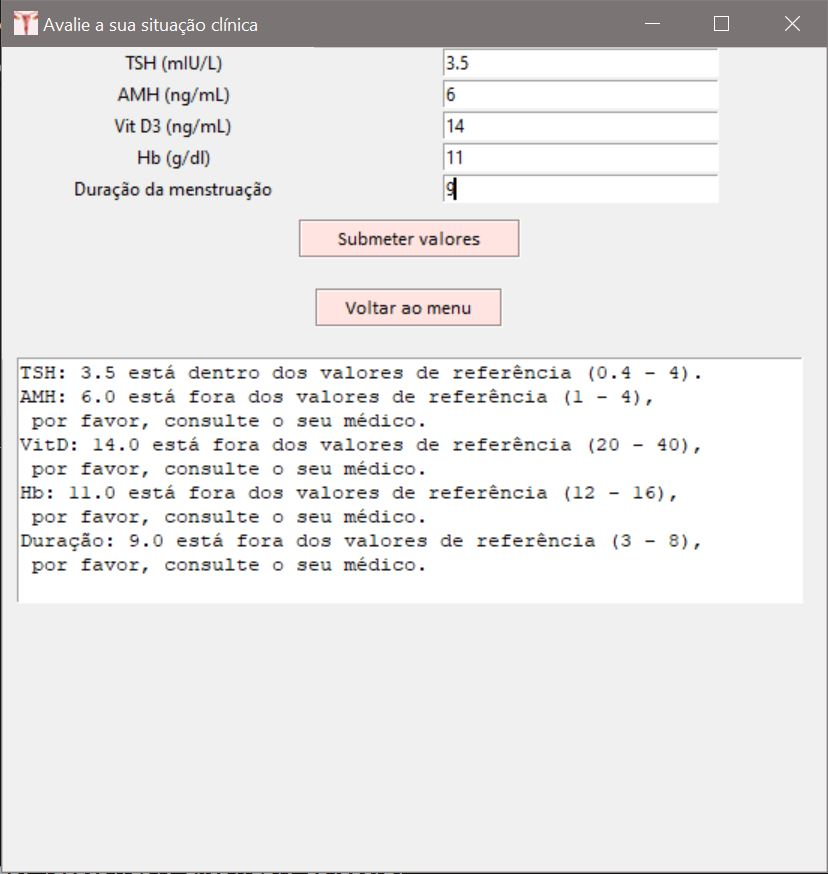 Avalie a sua situação clínica
TSH (mIU/L) 3.5
AMH (ng/mL) 6
Vit D3 (ng/mL) 14
Hb (g/dl) 11
Duração da menstruação 9
Submeter valores
Voltar ao menu
TSH: 3.5 está dentro dos valores de referência (0.4 - 4).
AMH: 6.0 está fora dos valores de referência (1 - 4),
por favor, consulte o seu médico.
VitD: 14.0 está fora dos valores de referência (20 - 40),
por favor, consulte o seu médico.
Hb: 11.0 está fora dos valores de referência (12 - 16),
por favor, consulte o seu médico.
Duração: 9.0 está fora dos valores de referência (3 - 8),
por favor, consulte o seu médico.